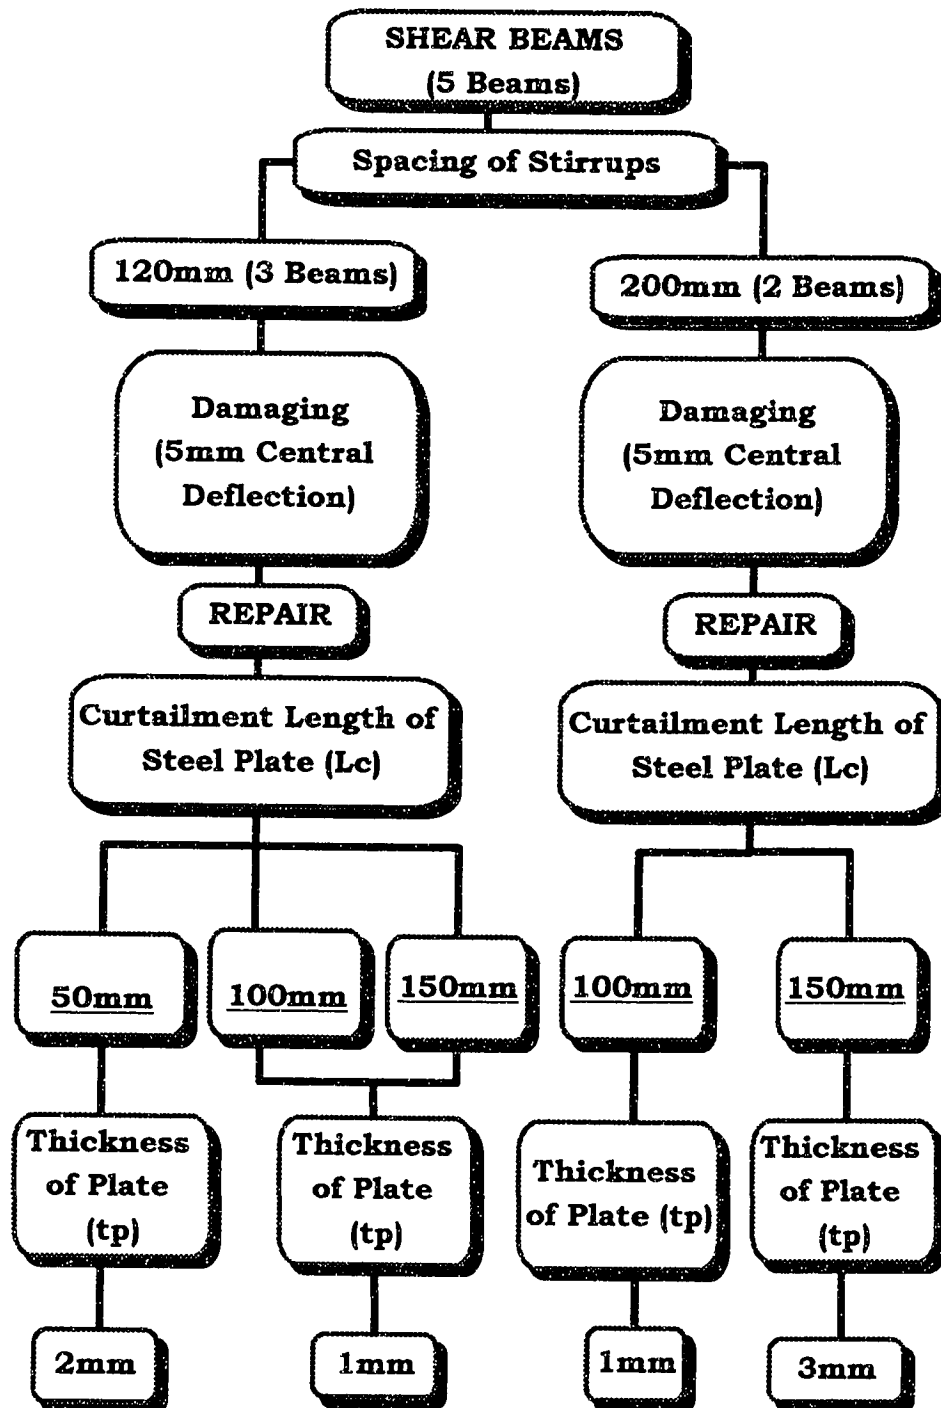 SHEAR BEAMS
(5 Beams)
Spacing of Stirrups
120mm (3 Beams)
200mm (2 Beams)
Damaging
(5mm Central
Deflection)
Damaging
(5mm Central
Deflection)
REPAIR
REPAIR
Curtailment Length of
Steel Plate (Lc)
Curtailment Length of
Steel Plate (Lc)
50mm
100mm
150mm
100mm
150mm
Thickness
of Plate
(tp)
Thickness
of Plate
(tp)
Thickness
of Plate (tp)
Thickness
of Plate
(tp)
2mm
1mm
1mm
3mm